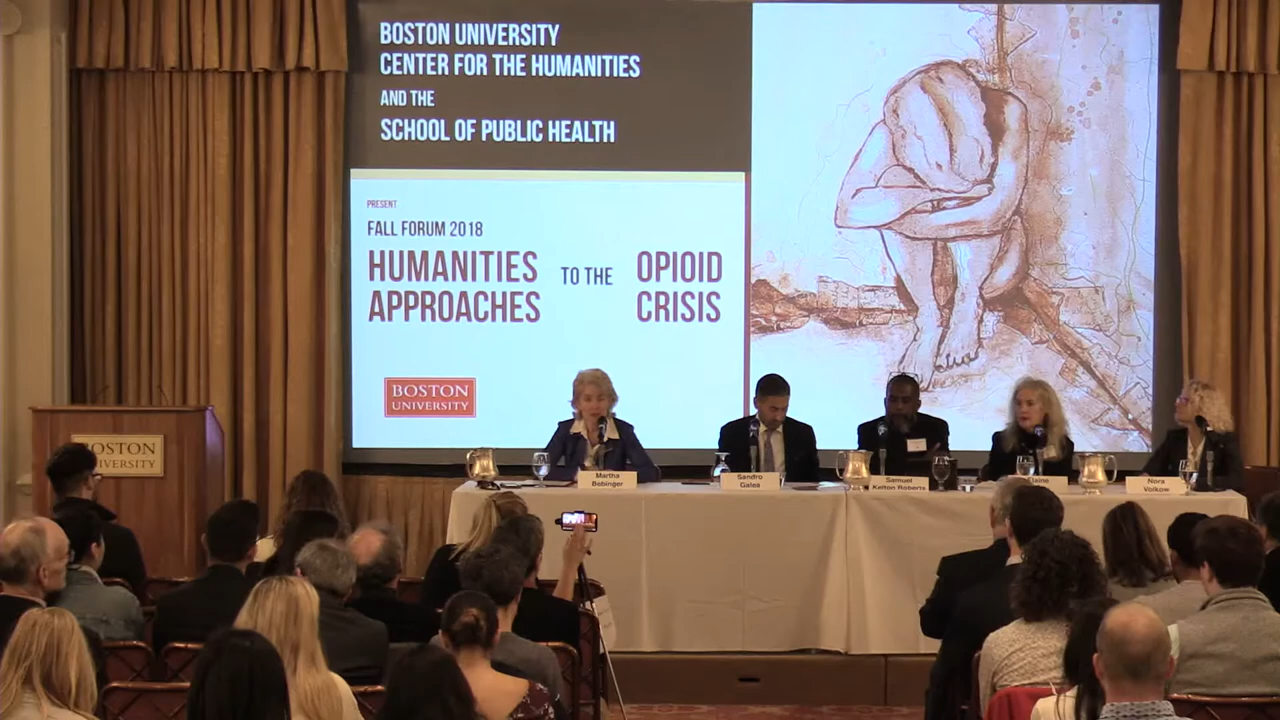 BOSTON UNIVERSITY
CENTER FOR THE HUMANITIES
AND THE
SCHOOL OF PUBLIC HEALTH
PRESENT
FALL FORUM 2018
HUMANITIES APPROACHES
TO THE
OPIOID CRISIS
BOSTON
UNIVERSITY
BOSTON
UNIVERSITY
Martha
Bebinger
Sandro
Galea
Samuel
Kelton Roberts
Elaine
Nora
Volkow